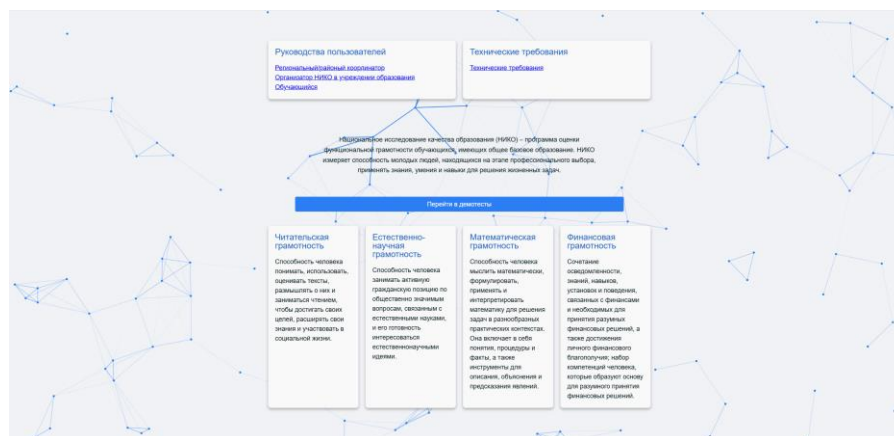 Руководства пользователей
Региональный/районый координатор
Организатор НИКО в учреждении образования
Обучающийся
Технические требования
Технические требования
Национальное исследование качества образования (НИКО) – программа оценки
функциональной грамотности обучающихся, имеющих общее базовое образование. НИКО
измеряет способность молодых людей, находящихся на этапе профессионального выбора,
применять знания, умения и навыки для решения жизненных задач.
Перейти в демотесты
Читательская
грамотность
Способность человека
понимать, использовать,
оценивать тексты,
размышлять о них и
заниматься чтением,
чтобы достигать своих
целей, расширять свои
знания и участвовать в
социальной жизни.
Естественно-
научная
грамотность
Способность человека
занимать активную
гражданскую позицию по
общественно значимым
вопросам, связанным с
естественными науками,
и его готовность
интересоваться
естественнонаучными
идеями.
Математическая
грамотность
Способность человека
мыслить математически,
формулировать,
применять и
интерпретировать
математику для решения
задач в разнообразных
практических контекстах.
Она включает в себя
понятия, процедуры и
факты, а также
инструменты для
описания, объяснения и
предсказания явлений.
Финансовая
грамотность
Сочетание
осведомленности,
знаний, навыков,
установок и поведения,
связанных с финансами
и необходимых для
принятия разумных
финансовых решений, а
также достижения
личного финансового
благополучия; набор
компетенций человека,
которые образуют основу
для разумного принятия
финансовых решений.